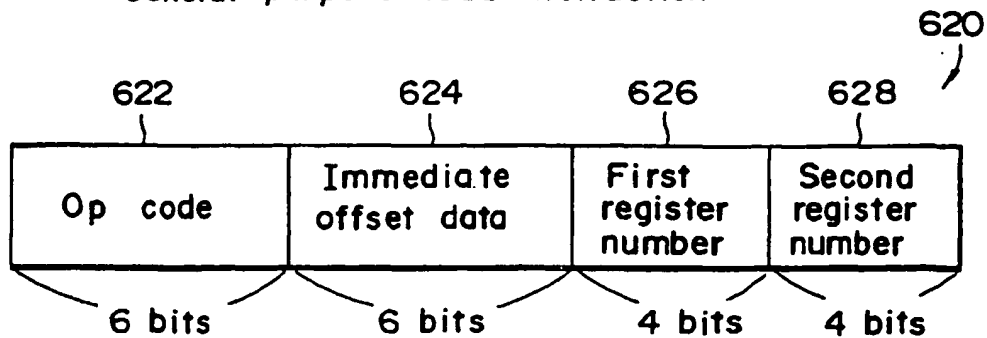 620
622 624 626 628
Op code
Immediate offset data
First register number
Second register number
6 bits 6 bits 4 bits 4 bits